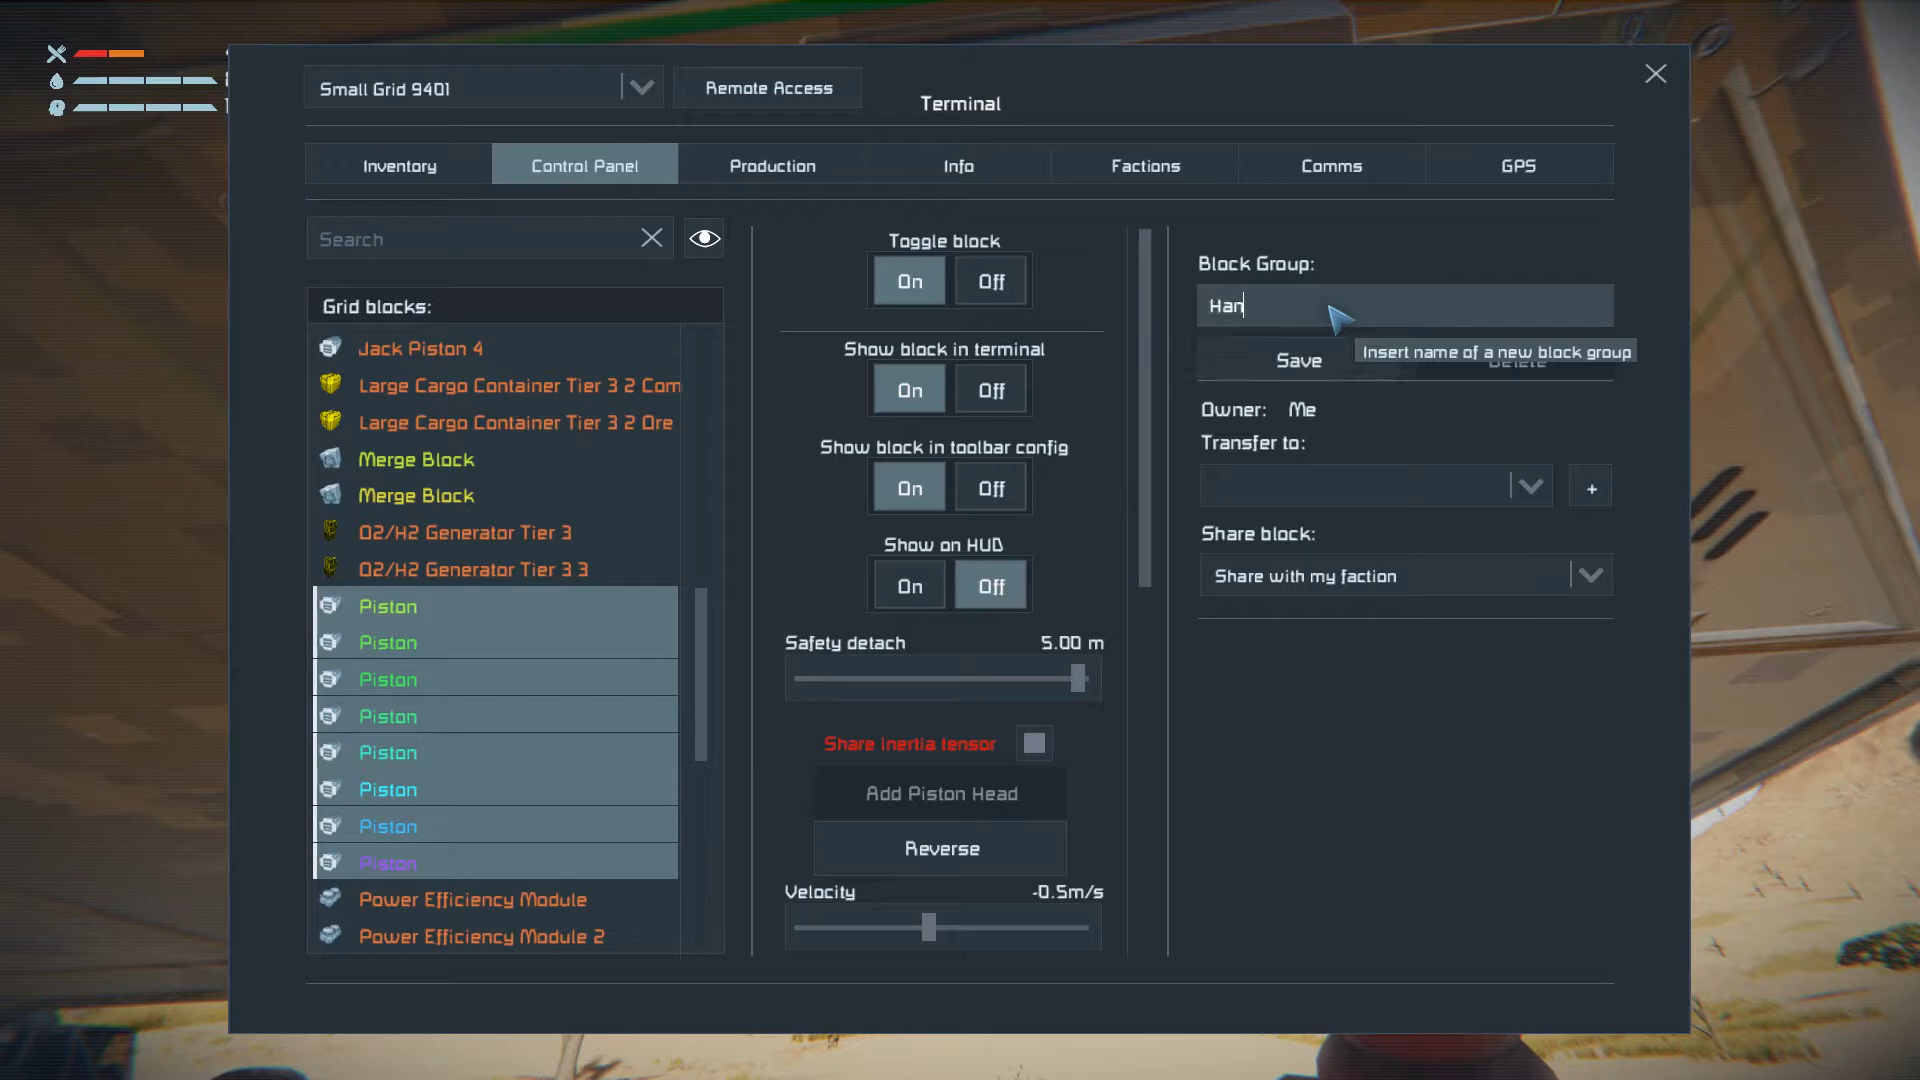 Small Grid 9401
Remote Access
Terminal
Inventory
Control Panel
Production
Info
Factions
Comms
GPS
Search
Grid blocks:
Jack Piston 4
Large Cargo Container Tier 3 2 Com
Large Cargo Container Tier 3 2 Ore
Merge Block
Merge Block
O2/H2 Generator Tier 3
O2/H2 Generator Tier 3 3
Piston
Piston
Piston
Piston
Piston
Piston
Piston
Piston
Power Efficiency Module
Power Efficiency Module 2
Toggle block
On Off
Show block in terminal
On Off
Show block in toolbar config
On Off
Show on HUD
On Off
Safety detach 5.00 m
Share inertia tensor
Add Piston Head
Reverse
Velocity -0.5m/s
Block Group:
Han
Insert name of a new block group
Save Delete
Owner: Me
Transfer to:
+
Share block:
Share with my faction